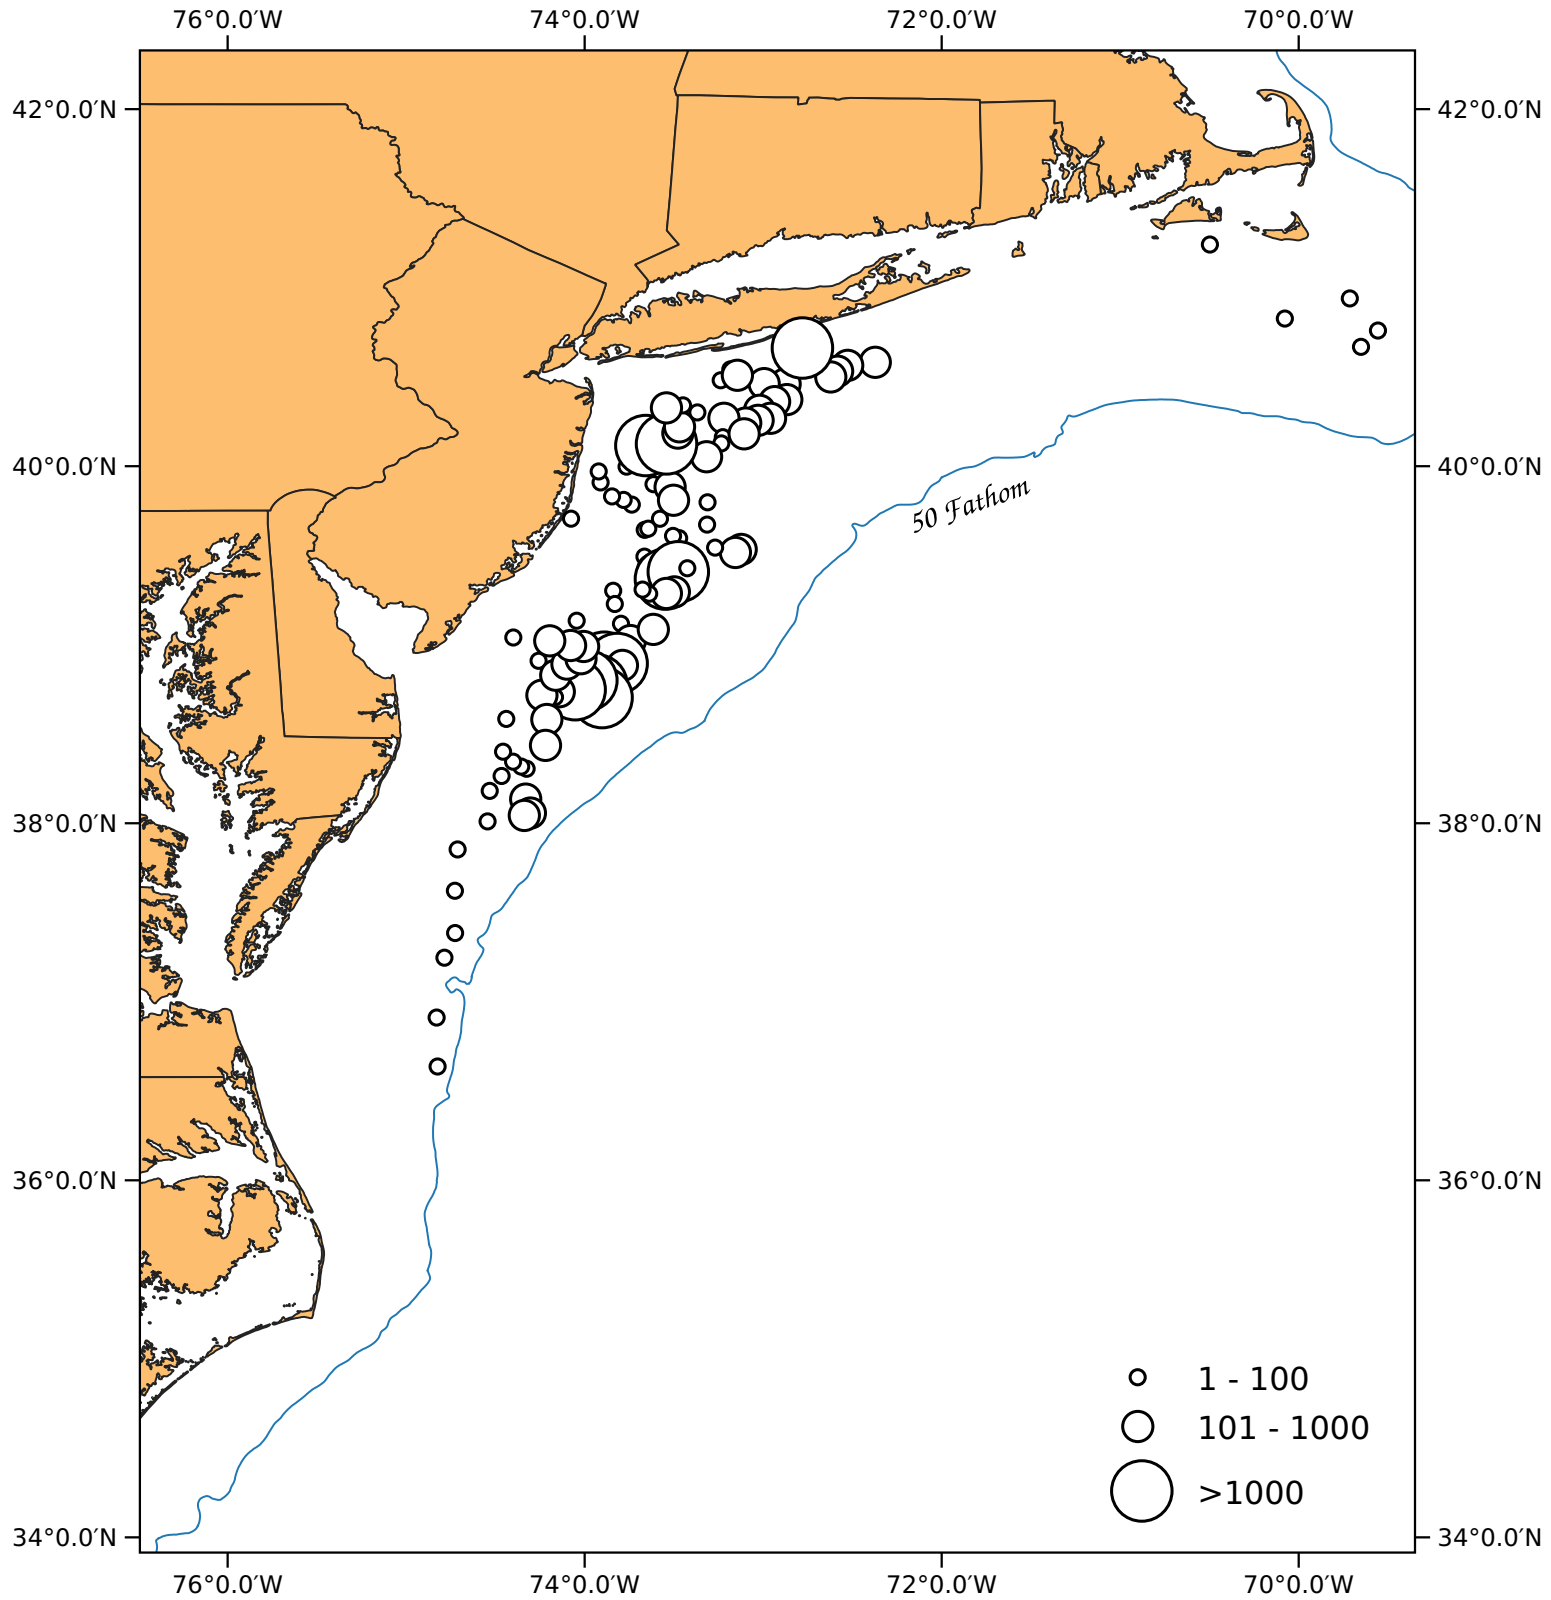 76°0.0′W 74°0.0′W 72°0.0′W 70°0.0′W
42°0.0′N 42°0.0′N
40°0.0′N 40°0.0′N
50 Fathom
38°0.0′N 38°0.0′N
36°0.0′N 36°0.0′N
1 - 100
101 - 1000
>1000
34°0.0′N 34°0.0′N
76°0.0′W 74°0.0′W 72°0.0′W 70°0.0′W